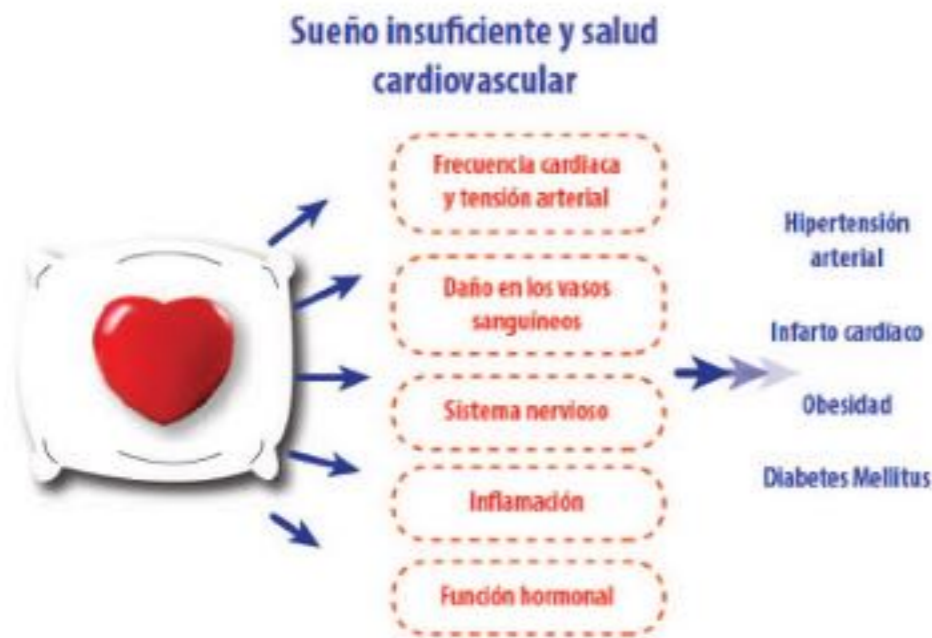 Sueño insuficiente y salud
cardiovascular
Frecuencia cardiaca
y tensión arterial
Daño en los vasos
sanguíneos
Sistema nervioso
Inflamación
Función hormonal
Hipertensión
arterial
Infarto cardíaco
Obesidad
Diabetes Mellitus